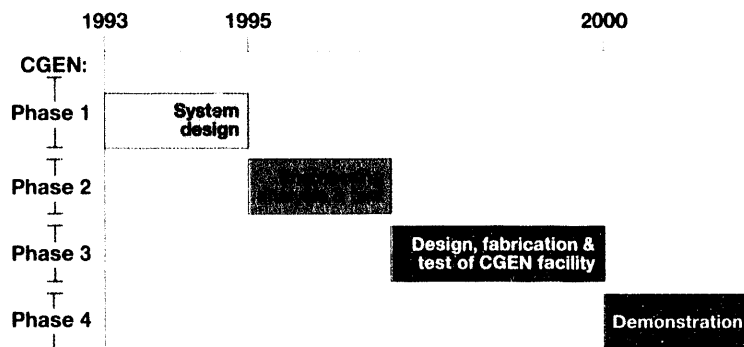 1993 1995 2000
CGEN:
Phase 1
System
design
Phase 2
Phase 3
Design, fabrication &
test of CGEN facility
Phase 4
Demonstration